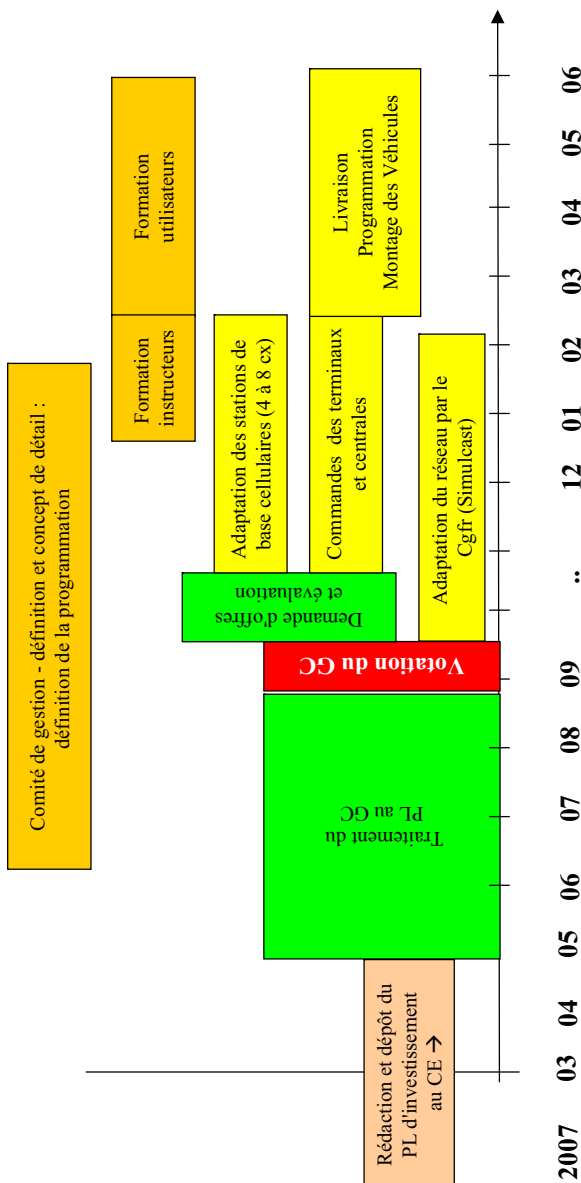 Comité de gestion - définition et concept de détail :
définition de la programmation
Formation
instructeurs
Formation
utilisateurs
Adaptation des stations de
base cellulaires (4 à 8 cx)
Demande d'offres
et évaluation
Commandes des terminaux
et centrales
Livraison
Programmation
Montage des Véhicules
Traitement du
PL au GC
Votation du GC
Adaptation du réseau par le
Cgfr (Simulcast)
Rédaction et dépôt du
PL d'investissement
au CE →
2007 03 04 05 06 07 08 09 .. 12 01 02 03 04 05 06